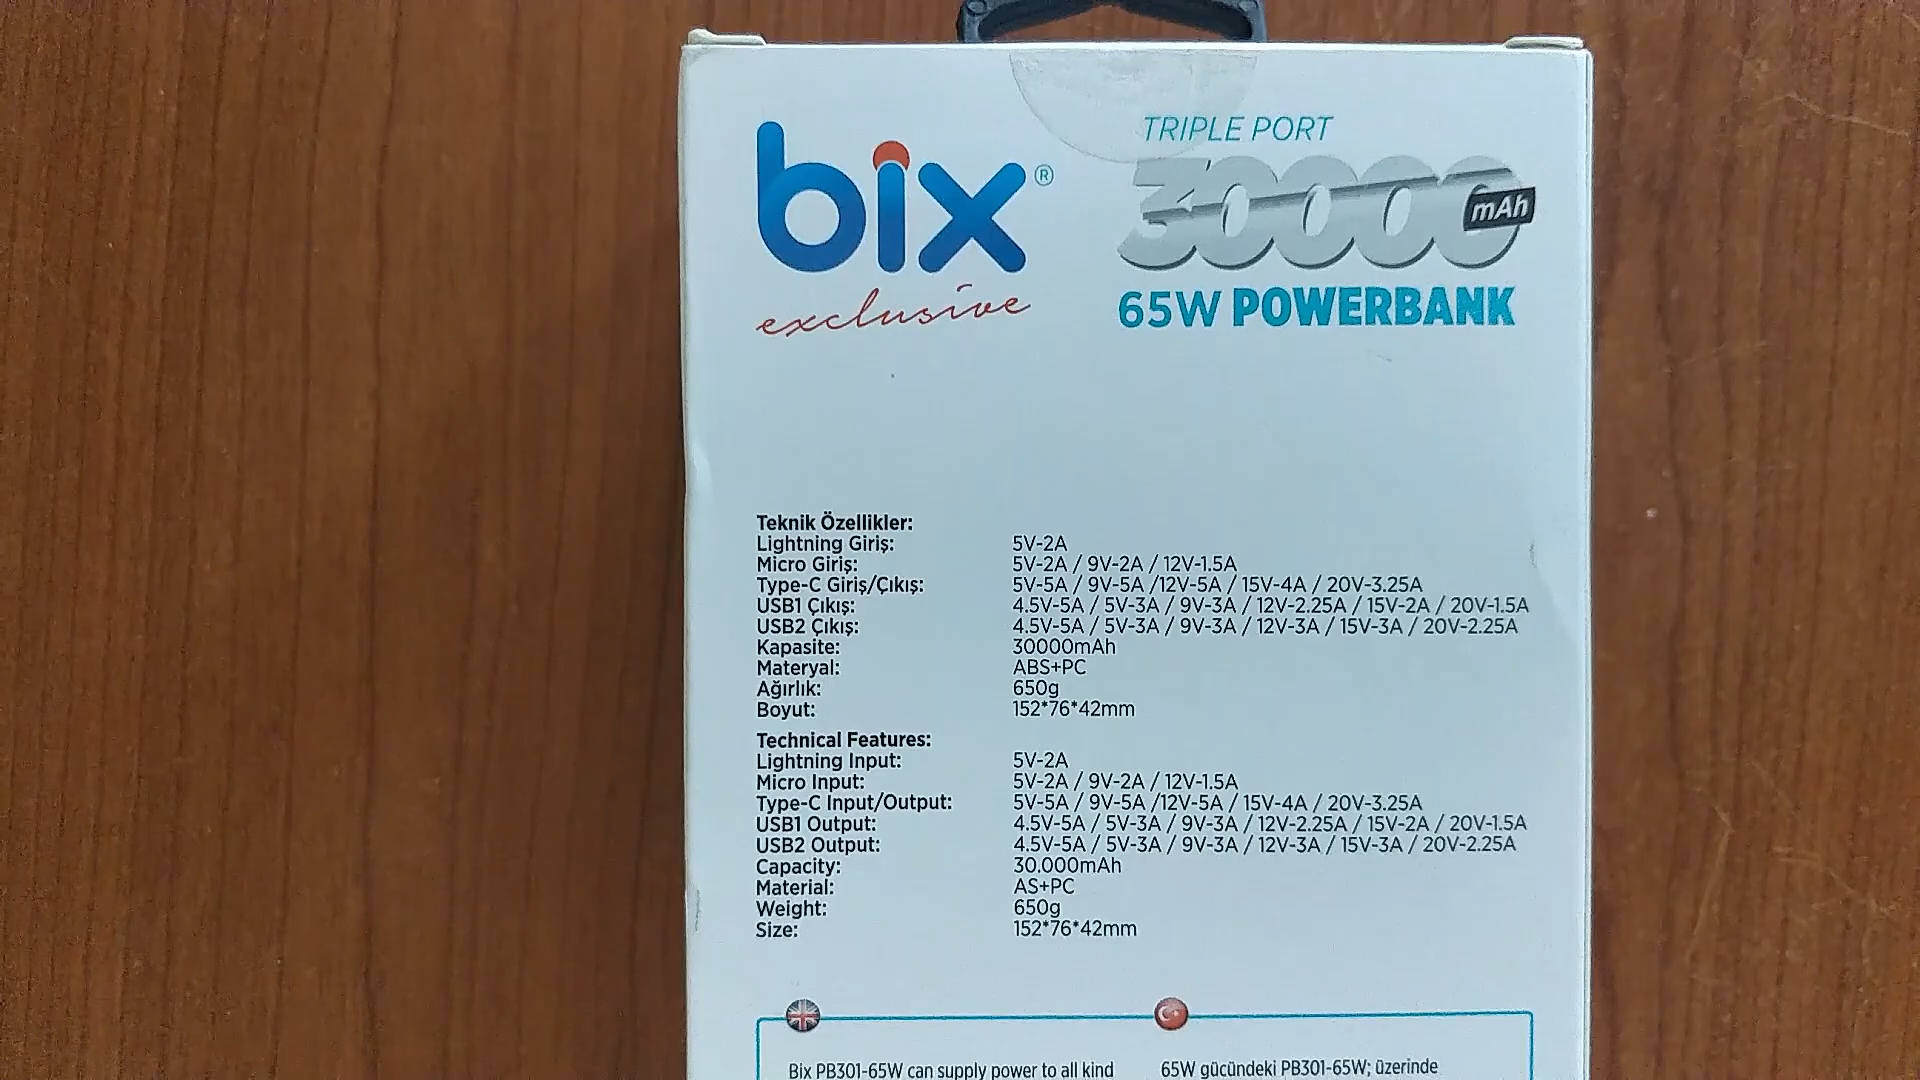 bix®
exclusive
TRIPLE PORT
30000 mAh
65W POWERBANK
Teknik Özellikler:
Lightning Giriş: 5V-2A
Micro Giriş: 5V-2A / 9V-2A / 12V-1.5A
Type-C Giriş/Çıkış: 5V-5A / 9V-5A /12V-5A / 15V-4A / 20V-3.25A
USB1 Çıkış: 4.5V-5A / 5V-3A / 9V-3A / 12V-2.25A / 15V-2A / 20V-1.5A
USB2 Çıkış: 4.5V-5A / 5V-3A / 9V-3A / 12V-3A / 15V-3A / 20V-2.25A
Kapasite: 30000mAh
Materyal: ABS+PC
Ağırlık: 650g
Boyut: 152*76*42mm
Technical Features:
Lightning Input: 5V-2A
Micro Input: 5V-2A / 9V-2A / 12V-1.5A
Type-C Input/Output: 5V-5A / 9V-5A /12V-5A / 15V-4A / 20V-3.25A
USB1 Output: 4.5V-5A / 5V-3A / 9V-3A / 12V-2.25A / 15V-2A / 20V-1.5A
USB2 Output: 4.5V-5A / 5V-3A / 9V-3A / 12V-3A / 15V-3A / 20V-2.25A
Capacity: 30.000mAh
Material: AS+PC
Weight: 650g
Size: 152*76*42mm
Bix PB301-65W can supply power to all kind
65W gücündeki PB301-65W; üzerinde